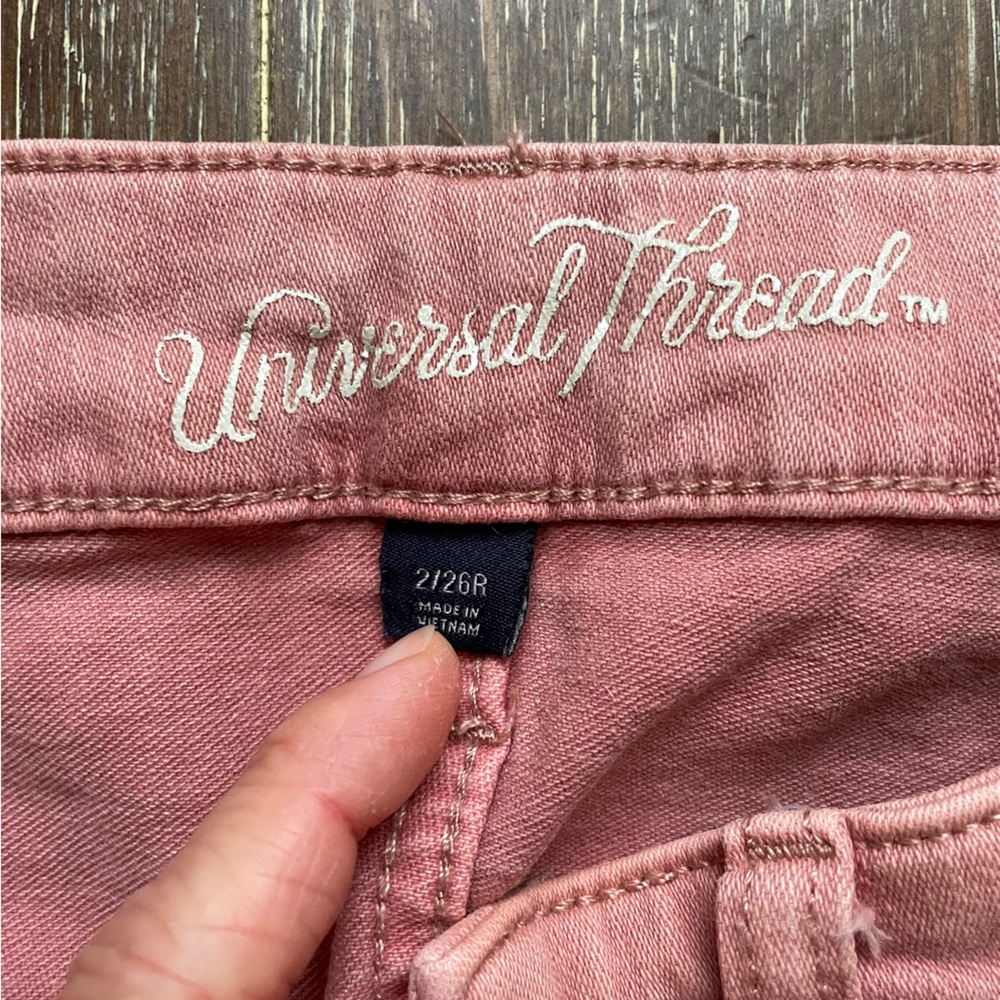 Universal Thread™
2/26R
MADE IN
VIETNAM